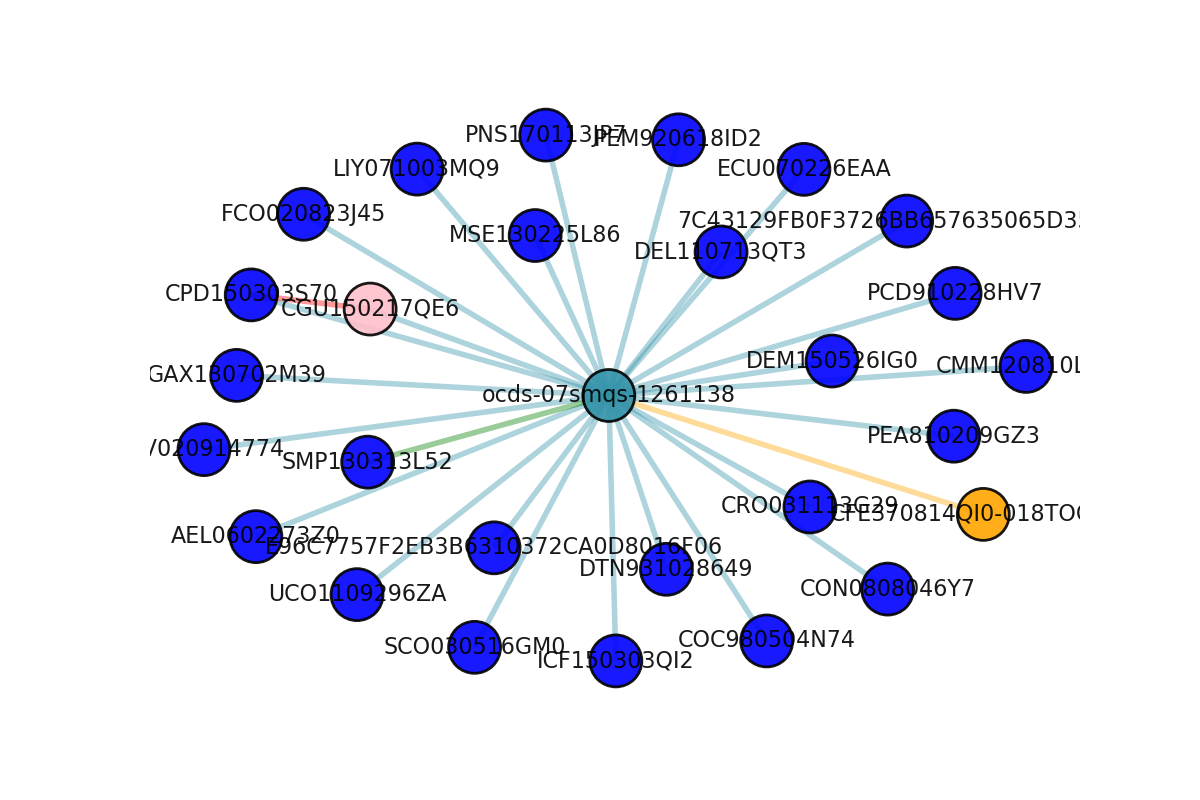 PNS170113JP7
PEM920618ID2
LIY071003MQ9
ECU070226EAA
FCO020823J45
7C43129FB0F3726BB657635065D3
MSE130225L86
DEL110713QT3
CPD150303S70
PCD910228HV7
CGU150217QE6
DEM150526IG0
CMM120810
GAX130702M39
ocds-07smqs-1261138
PEA810209GZ3
020914774
SMP130313L52
CRO031113G29
CFE370814QI0-018TO
AEL0602273Z0
E96C7757F2EB3B6310372CA0D8016F06
DTN931028649
UCO1109296ZA
CON0808046Y7
SCO030516GM0
COC980504N74
ICF150303QI2